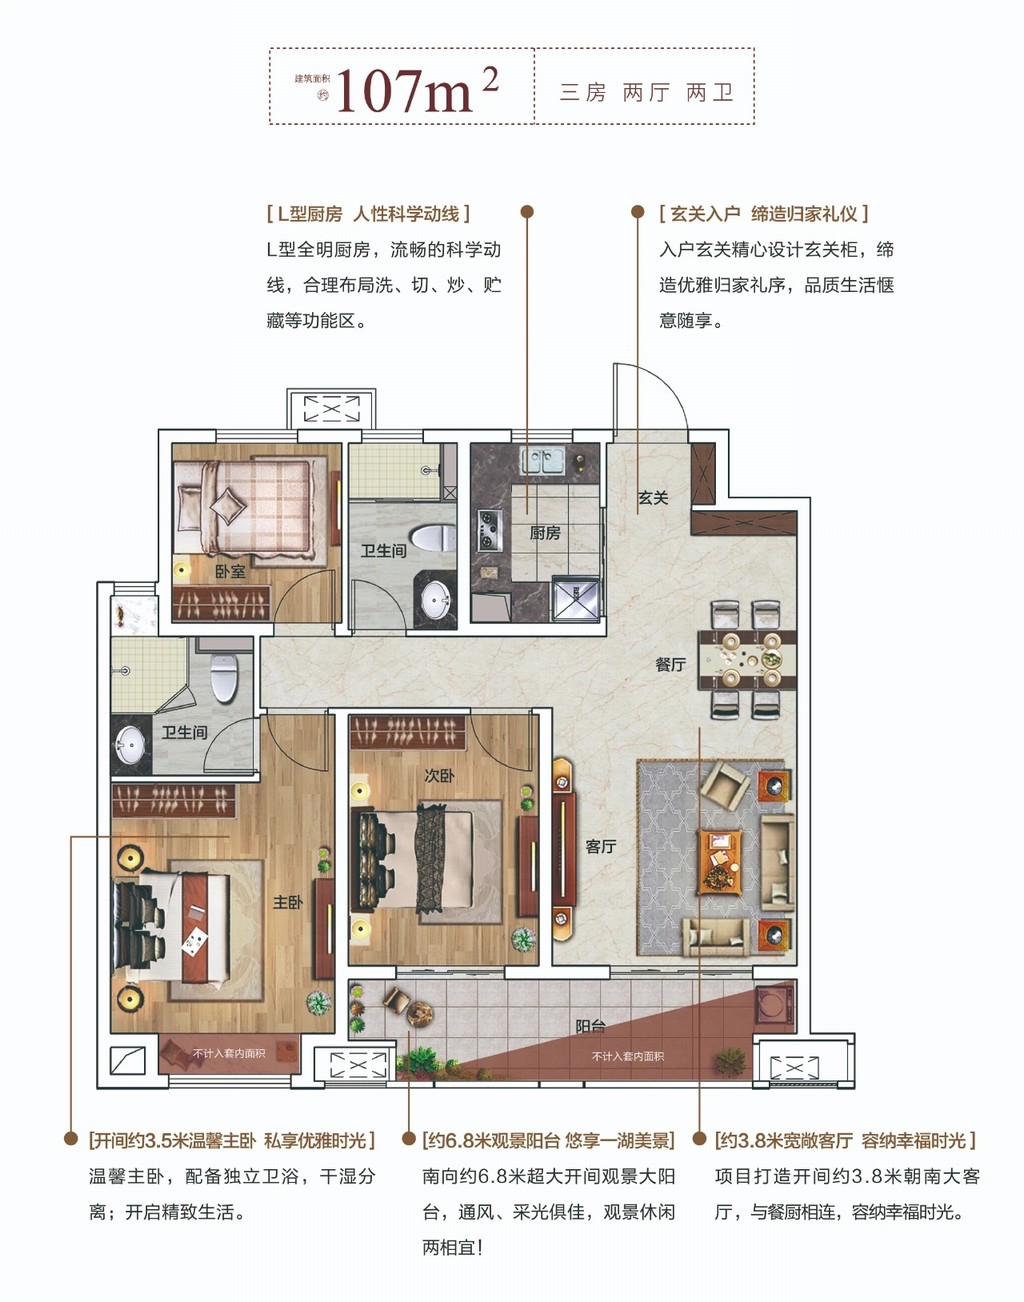 建筑面积
约 107m²
三房 两厅 两卫
[ L型厨房 人性科学动线 ]
L型全明厨房，流畅的科学动
线，合理布局洗、切、炒、贮
藏等功能区。
[ 玄关入户 缔造归家礼仪 ]
入户玄关精心设计玄关柜，缔
造优雅归家礼序，品质生活惬
意随享。
玄关
厨房
卫生间
卧室
餐厅
卫生间
次卧
客厅
主卧
阳台
不计入套内面积
不计入套内面积
[开间约3.5米温馨主卧 私享优雅时光]
温馨主卧，配备独立卫浴，干湿分
离；开启精致生活。
[约6.8米观景阳台 悠享一湖美景]
南向约6.8米超大开间观景大阳
台，通风、采光俱佳，观景休闲
两相宜！
[约3.8米宽敞客厅 容纳幸福时光]
项目打造开间约3.8米朝南大客
厅，与餐厨相连，容纳幸福时光。